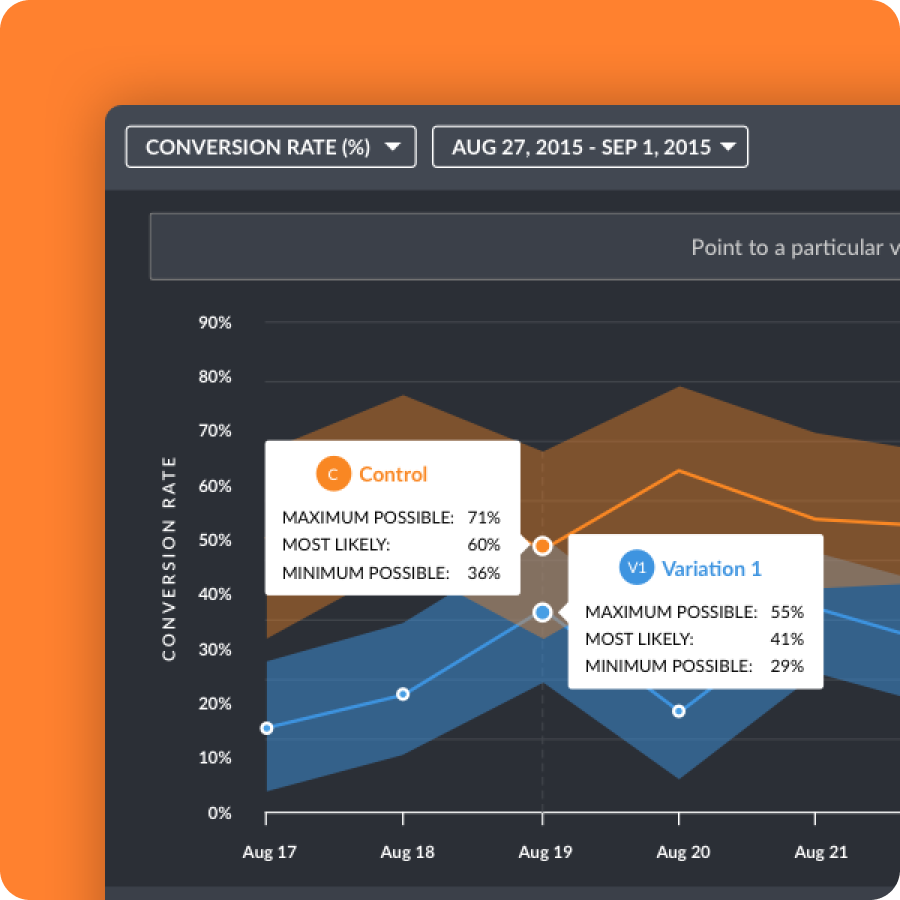 CONVERSION RATE (%)
AUG 27, 2015 - SEP 1, 2015
Point to a particular
90%
80%
70%
60%
50%
40%
30%
20%
10%
0%
CONVERSION RATE
C Control
MAXIMUM POSSIBLE: 71%
MOST LIKELY: 60%
MINIMUM POSSIBLE: 36%
V1 Variation 1
MAXIMUM POSSIBLE: 55%
MOST LIKELY: 41%
MINIMUM POSSIBLE: 29%
Aug 17 Aug 18 Aug 19 Aug 20 Aug 21